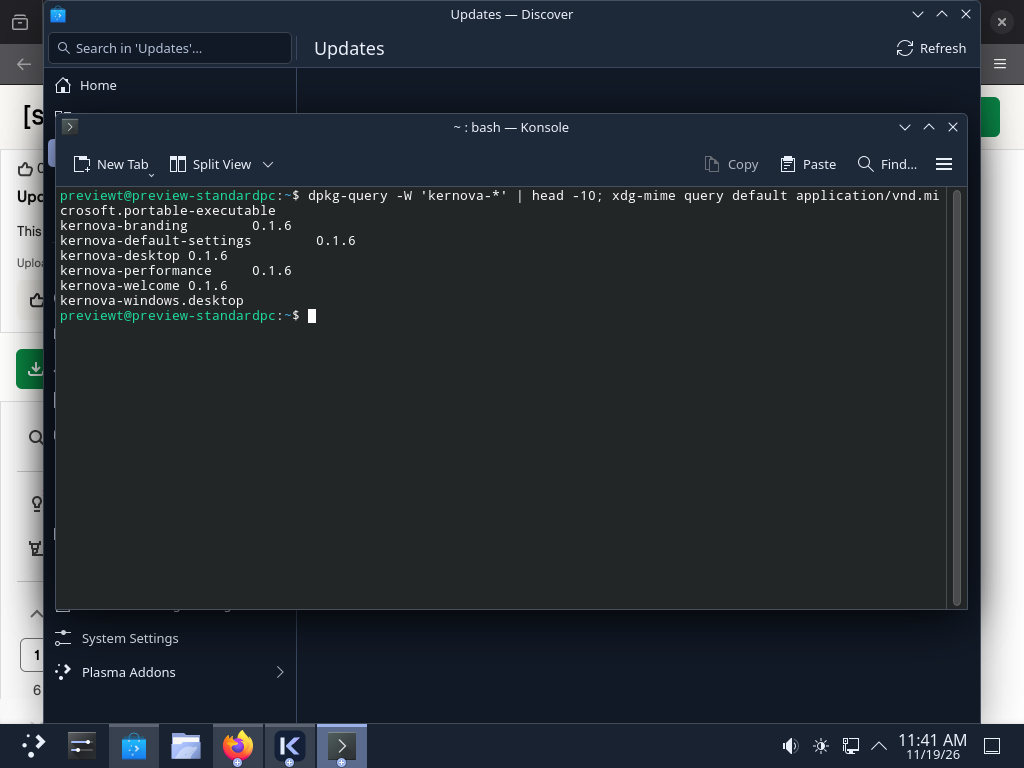 Updates — Discover
Search in 'Updates'...
Updates
Refresh
Home
[s
~ : bash — Konsole
New Tab
Split View
Copy
Paste
Find...
previewt@preview-standardpc:~$ dpkg-query -W 'kernova-*' | head -10; xdg-mime query default application/vnd.mi
crosoft.portable-executable
kernova-branding        0.1.6
kernova-default-settings        0.1.6
kernova-desktop 0.1.6
kernova-performance     0.1.6
kernova-welcome 0.1.6
kernova-windows.desktop
previewt@preview-standardpc:~$
This
1
6
System Settings
Plasma Addons
11:41 AM
11/19/26